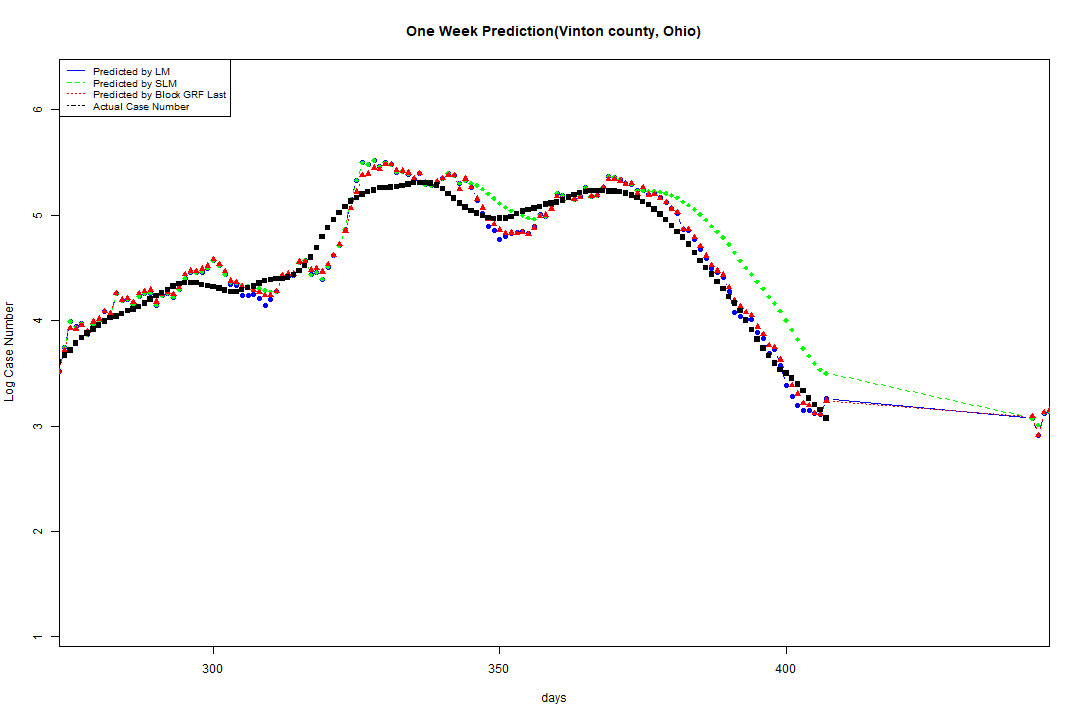 One Week Prediction(Vinton county, Ohio)
Predicted by LM
Predicted by SLM
Predicted by Block GRF Last
Actual Case Number
6
5
4
3
2
1
Log Case Number
300
350
400
days